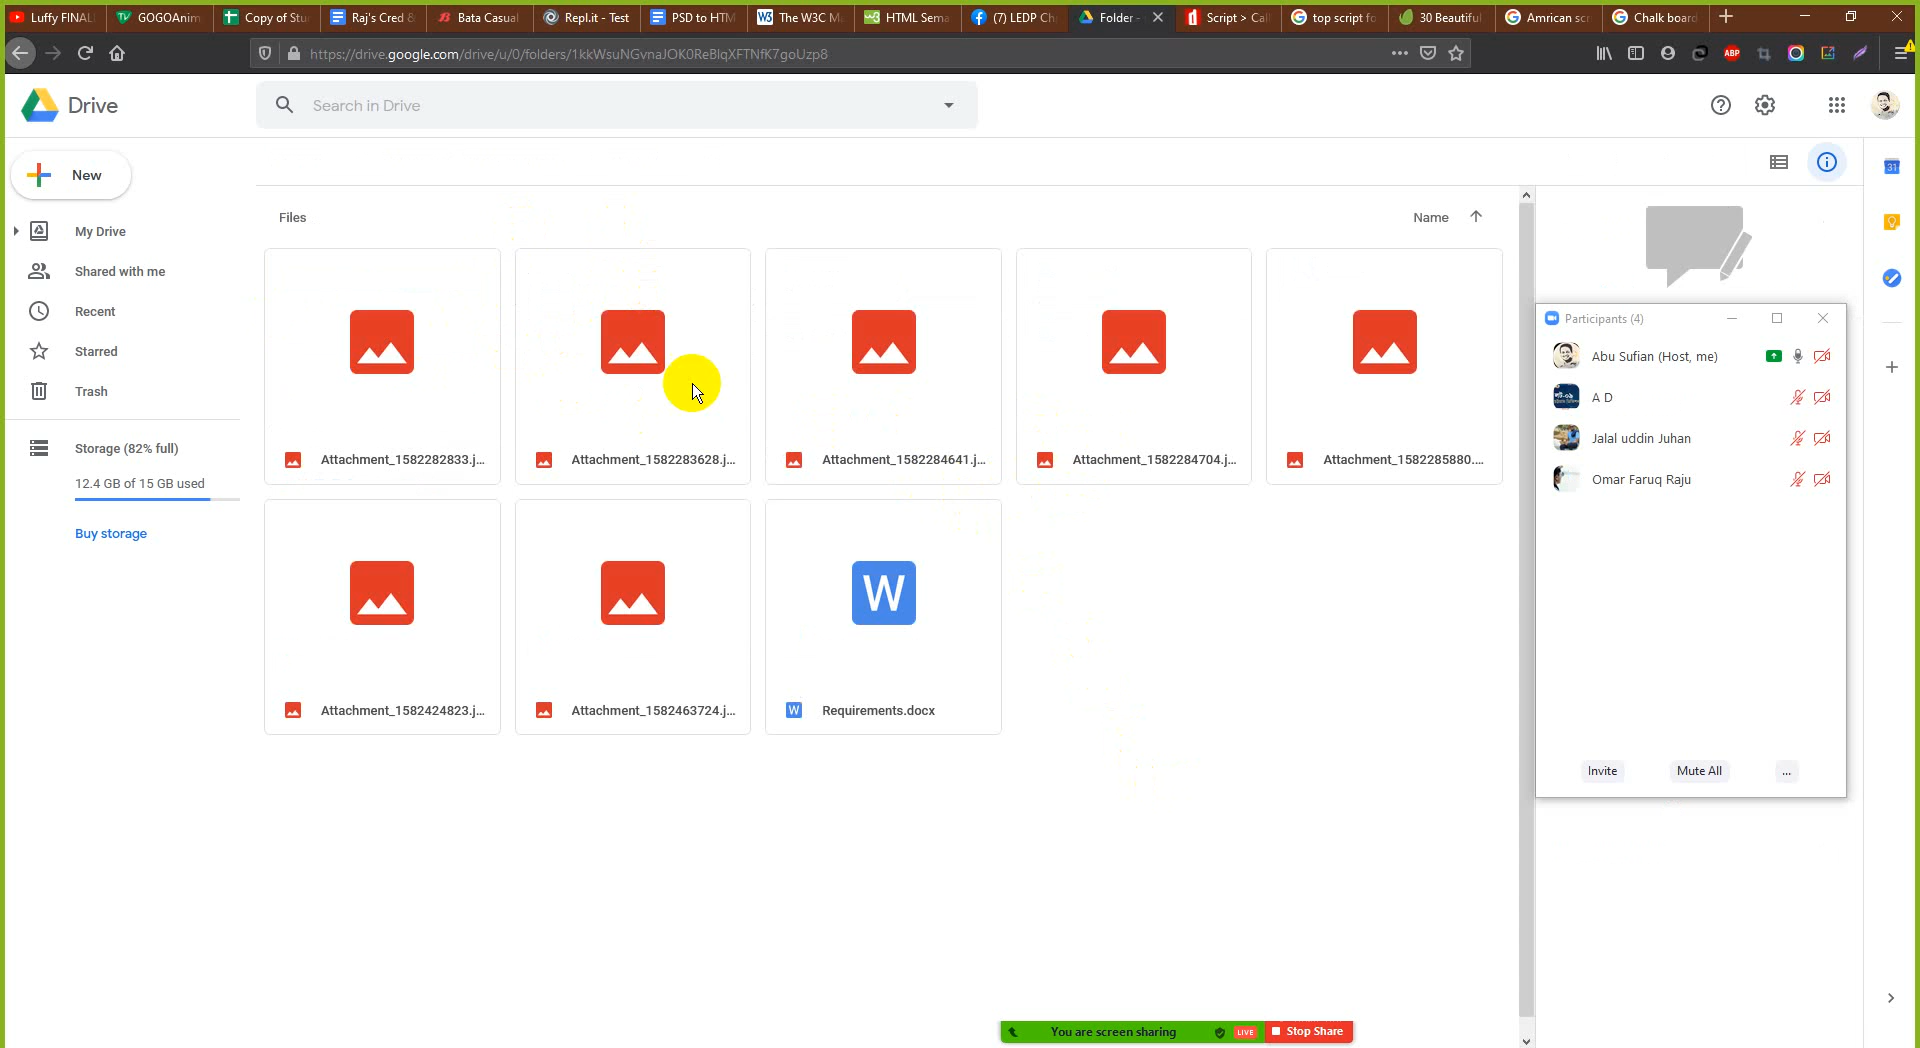 Luffy FINALL
GOGOAnim
Copy of Stu
Raj's Cred &
Bata Casual
Repl.it - Test
PSD to HTM
The W3C M
HTML Sema
(7) LEDP Ch
Folder -
Script > Call
top script fo
30 Beautiful
Amrican scr
Chalk board
https://drive.google.com/drive/u/0/folders/1kkWsuNGvnaJOK0ReBlqXFTNfK7goUzp8
ABP
Drive
Search in Drive
New
31
My Drive
Shared with me
Recent
Starred
Trash
Storage (82% full)
12.4 GB of 15 GB used
Buy storage
Files
Name
Attachment_1582282833.j...
Attachment_1582283628.j...
Attachment_1582284641.j...
Attachment_1582284704.j...
Attachment_1582285880....
W
Attachment_1582424823.j...
Attachment_1582463724.j...
W
Requirements.docx
Participants (4)
Abu Sufian (Host, me)
A D
Jalal uddin Juhan
Omar Faruq Raju
Invite
Mute All
...
You are screen sharing
LIVE
Stop Share